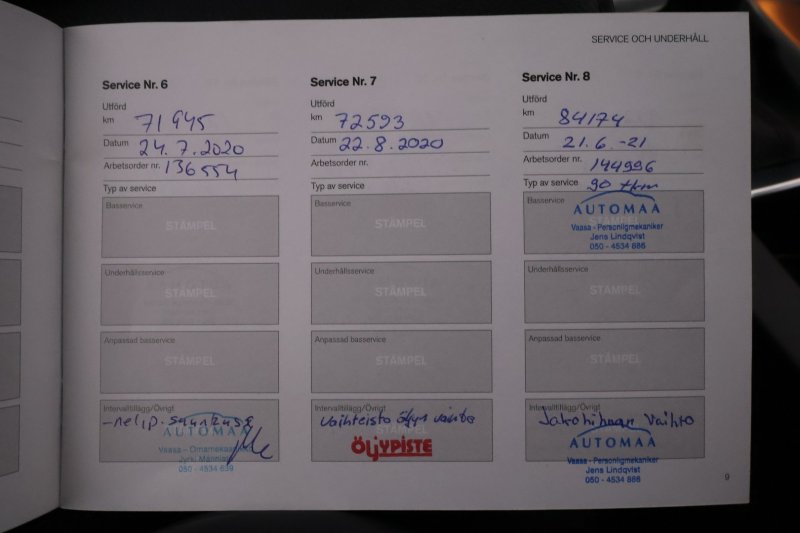 SERVICE OCH UNDERHÅLL
Service Nr. 6
Utförd
km 71945
Datum 24.7.2020
Arbetsorder nr. 136554
Typ av service
Basservice
STÄMPEL
Underhållsservice
STÄMPEL
Anpassad basservice
STÄMPEL
Intervalltillägg/Övrigt
-nelip. suuntaus
AUTOMAA
Vaasa -
Jyrki
050 - 4534 639
Service Nr. 7
Utförd
km 72593
Datum 22.8.2020
Arbetsorder nr.
Typ av service
Basservice
STÄMPEL
Underhållsservice
STÄMPEL
Anpassad basservice
STÄMPEL
Intervalltillägg/Övrigt
vaihteisto öljyn vaihto
ÖLJYPISTE
Service Nr. 8
Utförd
km 84174
Datum 21.6.-21
Arbetsorder nr. 144996
Typ av service 90 tkm
Basservice
STÄMPEL
AUTOMAA
Vaasa - Personligmekaniker
Jens Lindqvist
050 - 4534 886
Underhållsservice
STÄMPEL
Anpassad basservice
STÄMPEL
Intervalltillägg/Övrigt
Jakohihnan vaihto
AUTOMAA
Vaasa - Personligmekaniker
Jens Lindqvist
050 - 4534 886
9